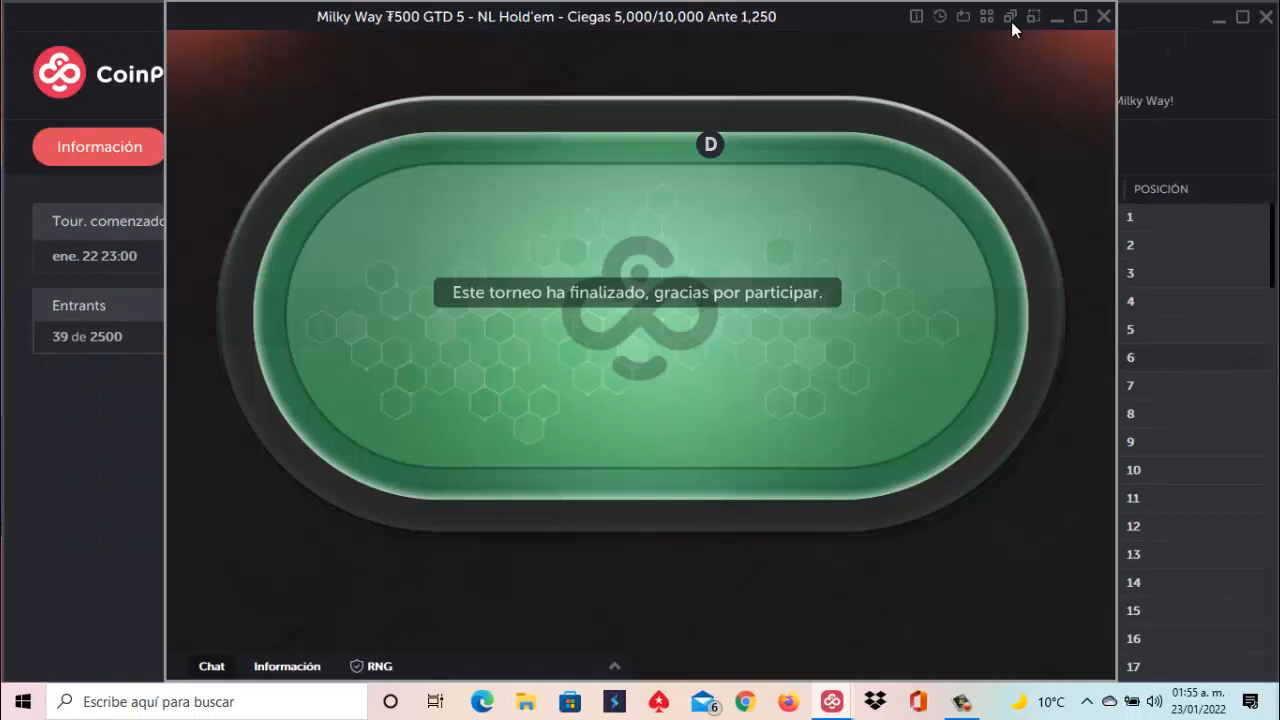 Milky Way ₮500 GTD 5 - NL Hold'em - Ciegas 5,000/10,000 Ante 1,250
CoinP
Milky Way!
Información
D
POSICIÓN
Tour. comenzado
ene. 22 23:00
Entrants
39 de 2500
Este torneo ha finalizado, gracias por participar.
1
2
3
4
5
6
7
8
9
10
11
12
13
14
15
16
17
Chat
Información
RNG
Escribe aquí para buscar
6
10°C
01:55 a. m.
23/01/2022